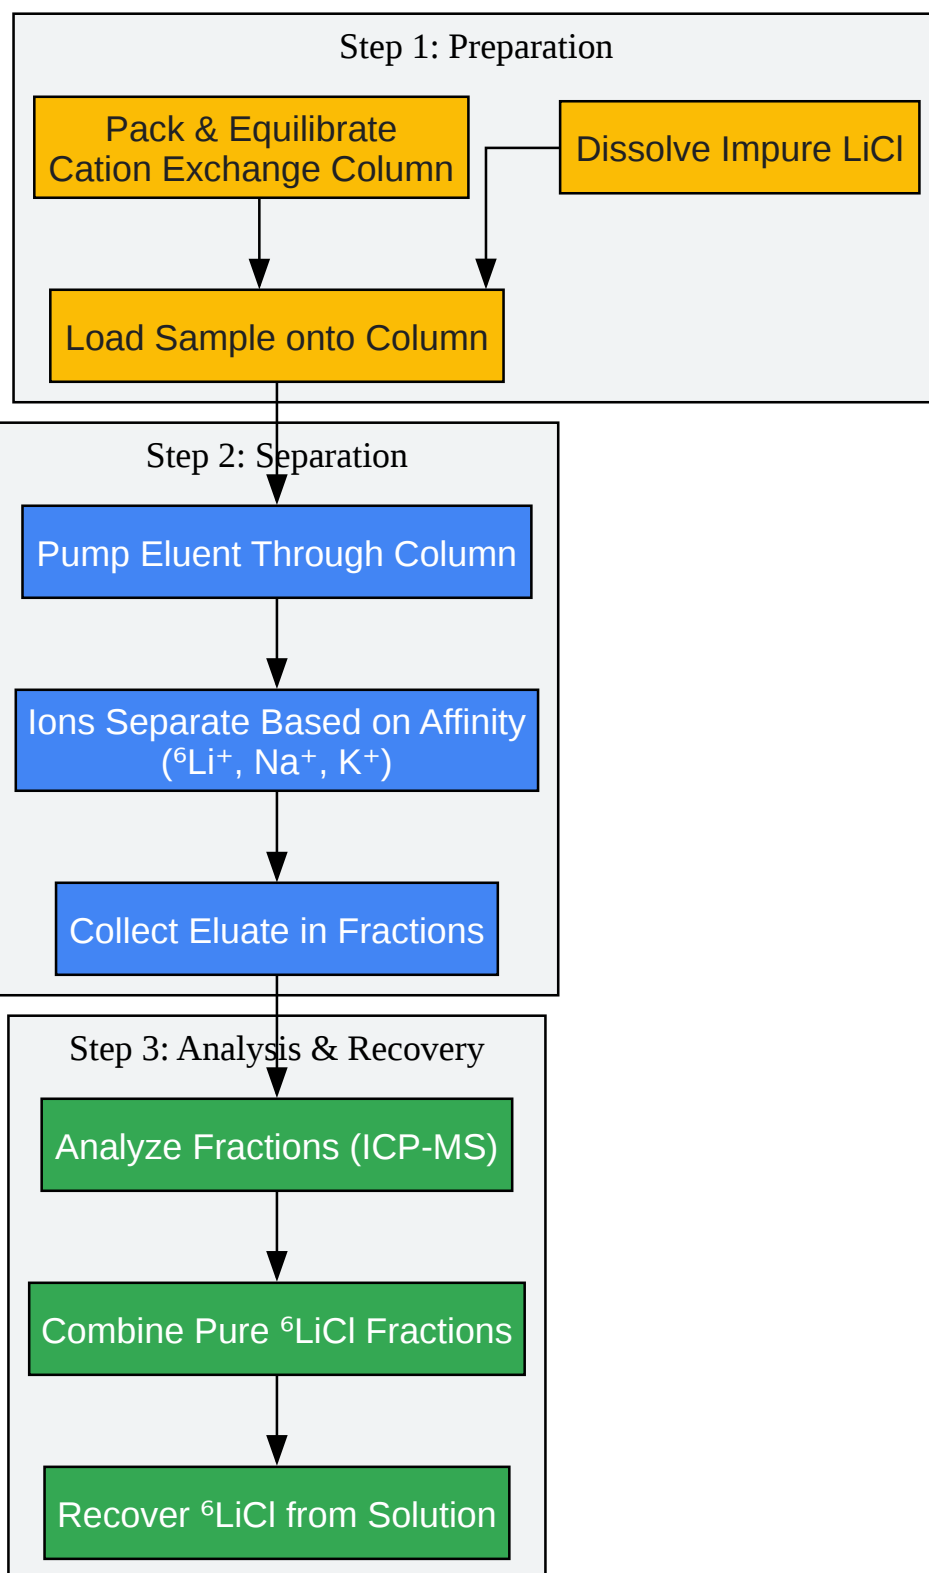 Step 1: Preparation
Pack & Equilibrate
Cation Exchange Column
Dissolve Impure LiCl
Load Sample onto Column
Step 2: Separation
Pump Eluent Through Column
Ions Separate Based on Affinity
(⁶Li⁺, Na⁺, K⁺)
Collect Eluate in Fractions
Step 3: Analysis & Recovery
Analyze Fractions (ICP-MS)
Combine Pure ⁶LiCl Fractions
Recover ⁶LiCl from Solution